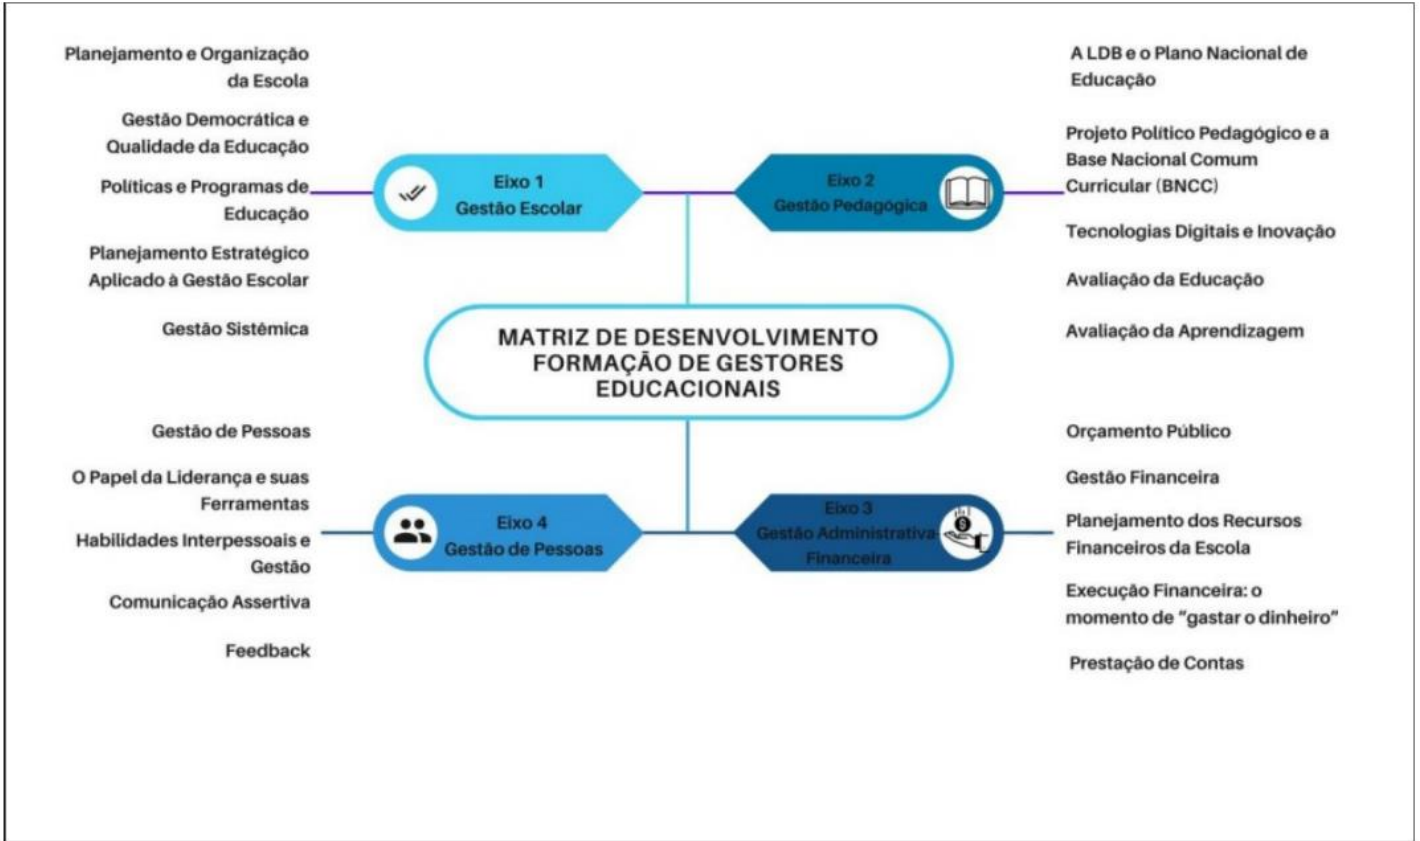 Planejamento e Organização
da Escola
Gestão Democrática e
Qualidade da Educação
Políticas e Programas de
Educação
Planejamento Estratégico
Aplicado à Gestão Escolar
Gestão Sistêmica
Eixo 1
Gestão Escolar
Eixo 2
Gestão Pedagógica
A LDB e o Plano Nacional de
Educação
Projeto Político Pedagógico e a
Base Nacional Comum
Curricular (BNCC)
Tecnologias Digitais e Inovação
Avaliação da Educação
Avaliação da Aprendizagem
MATRIZ DE DESENVOLVIMENTO
FORMAÇÃO DE GESTORES
EDUCACIONAIS
Gestão de Pessoas
O Papel da Liderança e suas
Ferramentas
Habilidades Interpessoais e
Gestão
Comunicação Assertiva
Feedback
Eixo 4
Gestão de Pessoas
Eixo 3
Gestão Administrativa-
Financeira
Orçamento Público
Gestão Financeira
Planejamento dos Recursos
Financeiros da Escola
Execução Financeira: o
momento de “gastar o dinheiro”
Prestação de Contas